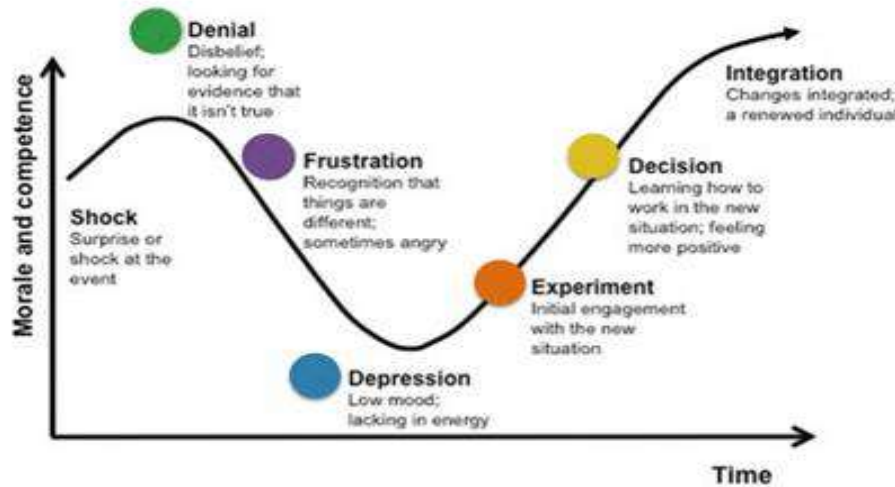 Denial
Disbelief;
looking for
evidence that
it isn't true
Frustration
Recognition that
things are
different;
sometimes angry
Shock
Surprise or
shock at the
event
Depression
Low mood;
lacking in energy
Experiment
Initial engagement
with the new
situation
Decision
Learning how to
work in the new
situation; feeling
more positive
Integration
Changes integrated;
a renewed individual
Morale and competence
Time